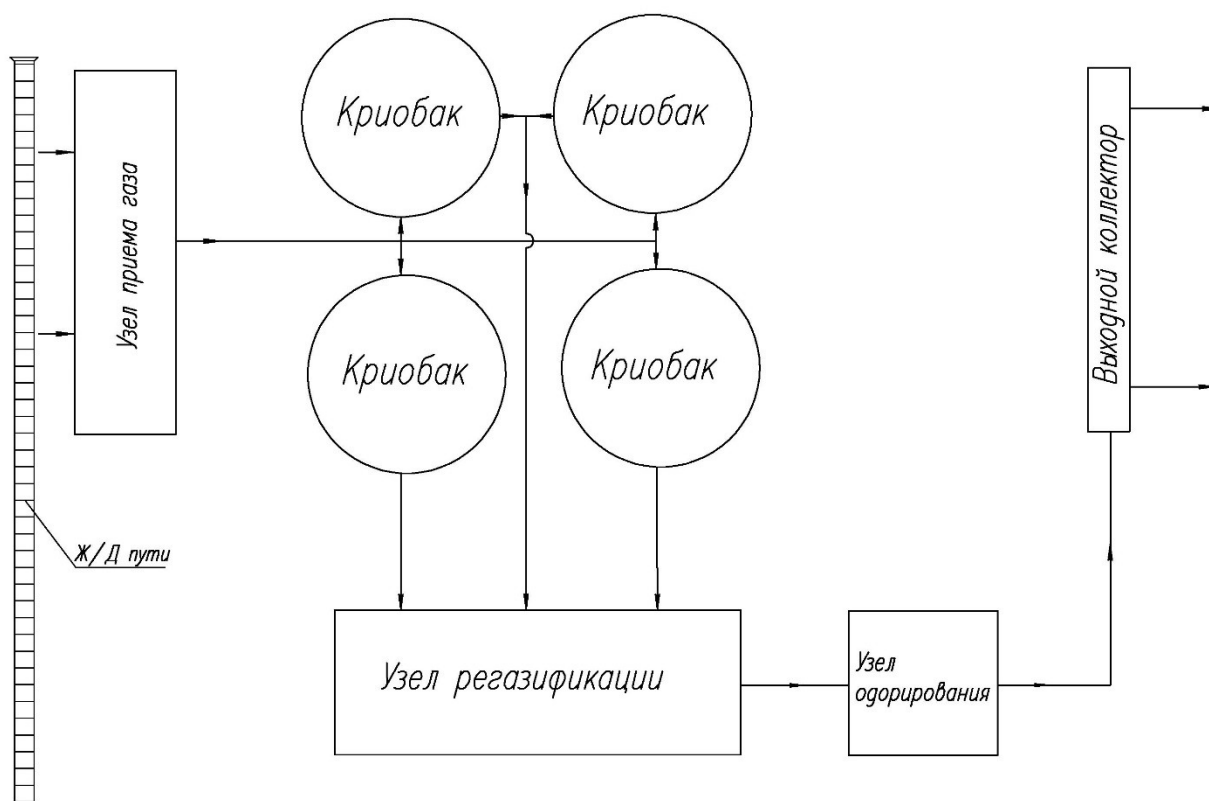 Криобак
Криобак
Узел приема газа
Выходной коллектор
Криобак
Криобак
Ж/Д пути
Узел регазификации
Узел
одорирования